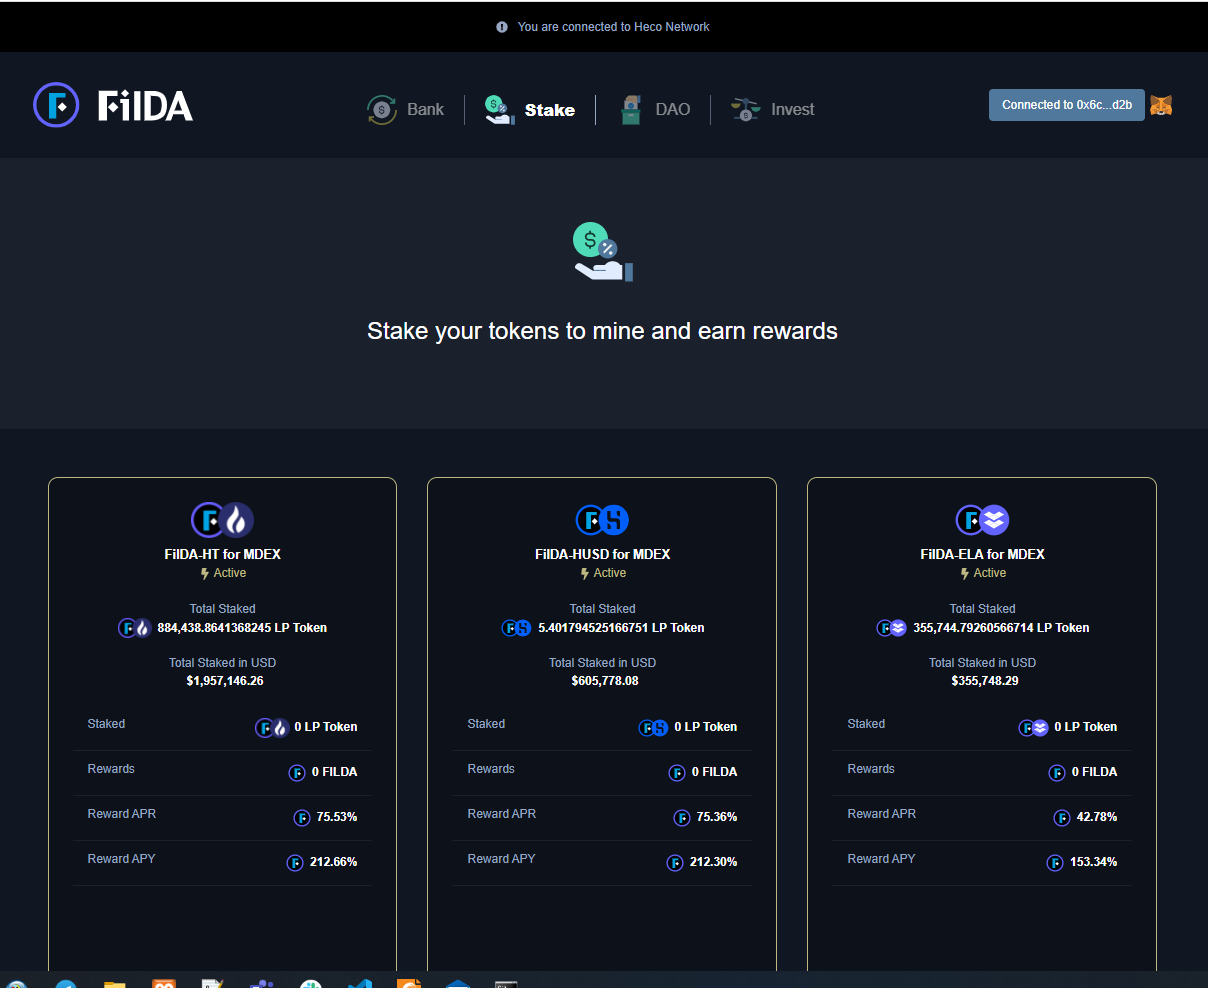 You are connected to Heco Network
FilDA
Bank
Stake
DAO
Invest
Connected to 0x6c...d2b
Stake your tokens to mine and earn rewards
FilDA-HT for MDEX
Active
Total Staked
884,438.8641368245 LP Token
Total Staked in USD
$1,957,146.26
Staked 0 LP Token
Rewards 0 FILDA
Reward APR 75.53%
Reward APY 212.66%
FilDA-HUSD for MDEX
Active
Total Staked
5.401794525166751 LP Token
Total Staked in USD
$605,778.08
Staked 0 LP Token
Rewards 0 FILDA
Reward APR 75.36%
Reward APY 212.30%
FilDA-ELA for MDEX
Active
Total Staked
355,744.79260566714 LP Token
Total Staked in USD
$355,748.29
Staked 0 LP Token
Rewards 0 FILDA
Reward APR 42.78%
Reward APY 153.34%